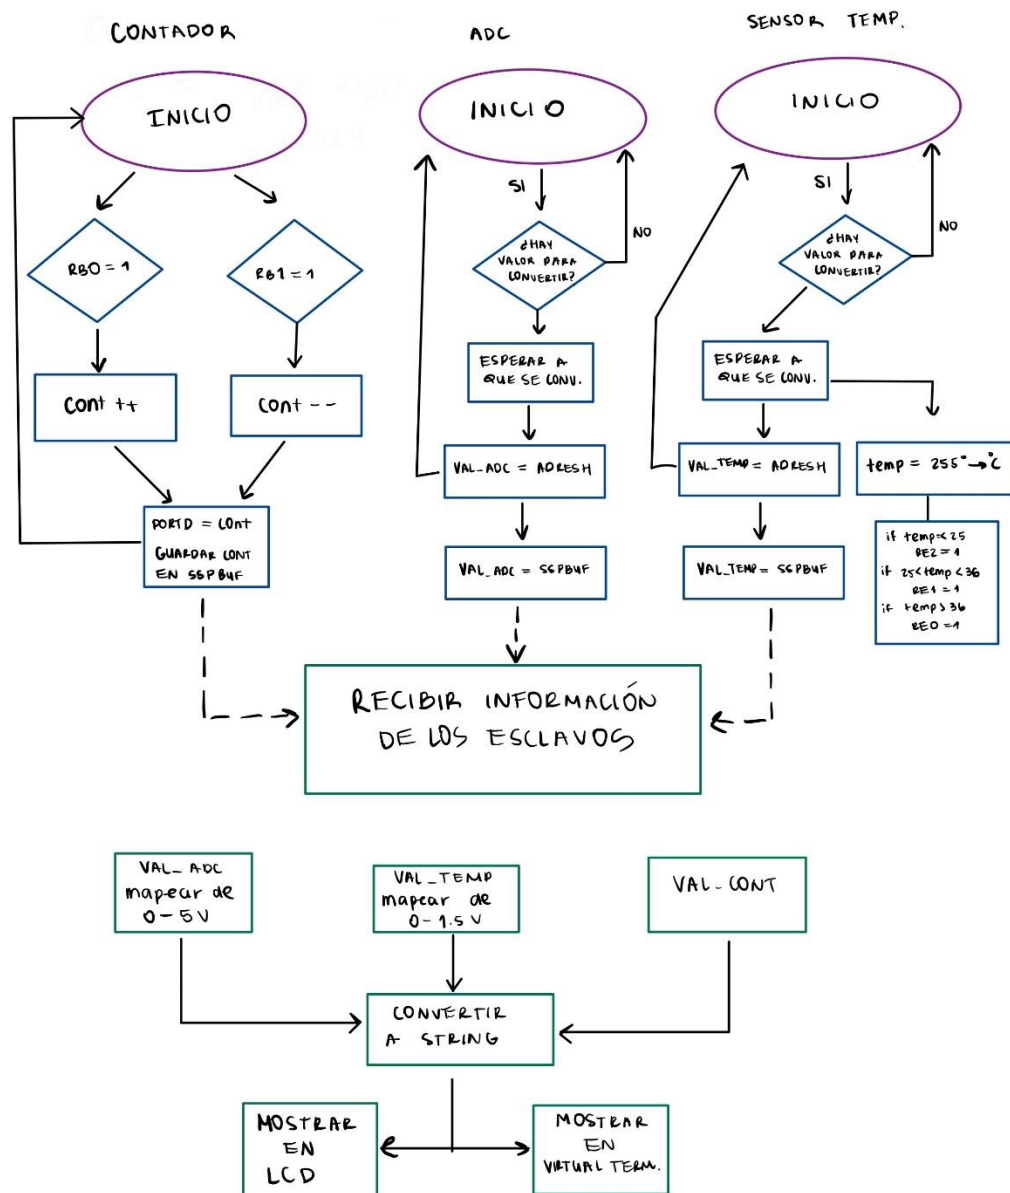 CONTADOR
INICIO
RB0 = 1
RB1 = 1
Cont ++
Cont --
PORTD = Cont
GUARDAR CONT
EN SSPBUF
ADC
INICIO
SI
NO
¿HAY
VALOR PARA
CONVERTIR?
ESPERAR A
QUE SE CONV.
VAL_ADC = ADRESH
VAL_ADC = SSPBUF
SENSOR TEMP.
INICIO
SI
NO
¿HAY
VALOR PARA
CONVERTIR?
ESPERAR A
QUE SE CONV.
VAL_TEMP = ADRESH
VAL_TEMP = SSPBUF
temp = 255° → °C
if temp < 25
RE2 = 1
if 25 < temp < 36
RE1 = 1
if temp > 36
RE0 = 1
RECIBIR INFORMACIÓN
DE LOS ESCLAVOS
VAL_ADC
mapear de
0 - 5 V
VAL_TEMP
mapear de
0 - 1.5 V
VAL_CONT
CONVERTIR
A STRING
MOSTRAR
EN
LCD
MOSTRAR
EN
VIRTUAL TERM.